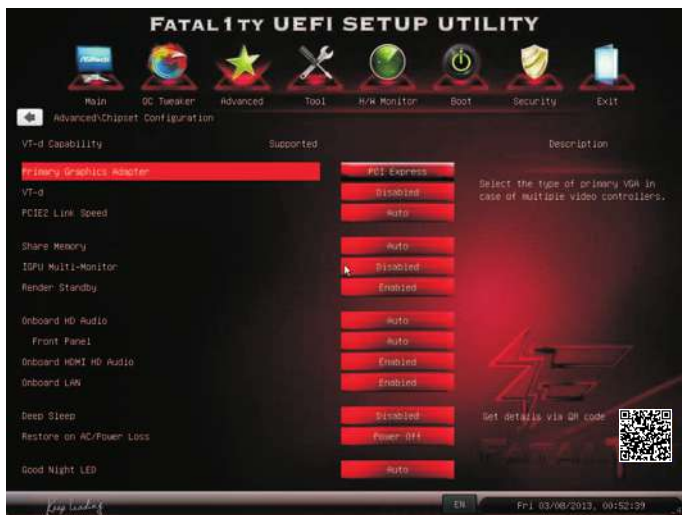 FATAL1TY UEFI SETUP UTILITY
Main OC Tweaker Advanced Tool H/W Monitor Boot Security Exit
Advanced\Chipset Configuration
VT-d Capability Supported Description
Primary Graphics Adapter PCI Express
Select the type of primary VGA in
case of multiple video controllers.
VT-d Disabled
PCIE2 Link Speed Auto
Share Memory Auto
IGPU Multi-Monitor Disabled
Render Standby Enabled
Onboard HD Audio Auto
Front Panel Auto
Onboard HDMI HD Audio Enabled
Onboard LAN Enabled
Deep Sleep Disabled
Get details via QR code
Restore on AC/Power Loss Power Off
Good Night LED Auto
Keep Leading
EN Fri 03/08/2013, 00:52:39